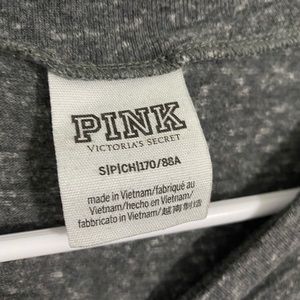 PINK
VICTORIA'S SECRET
S|P|CH|170/88A
made in Vietnam/fabriqué au
Vietnam/hecho en Vietnam/
fabbricato in Vietnam/越南制造